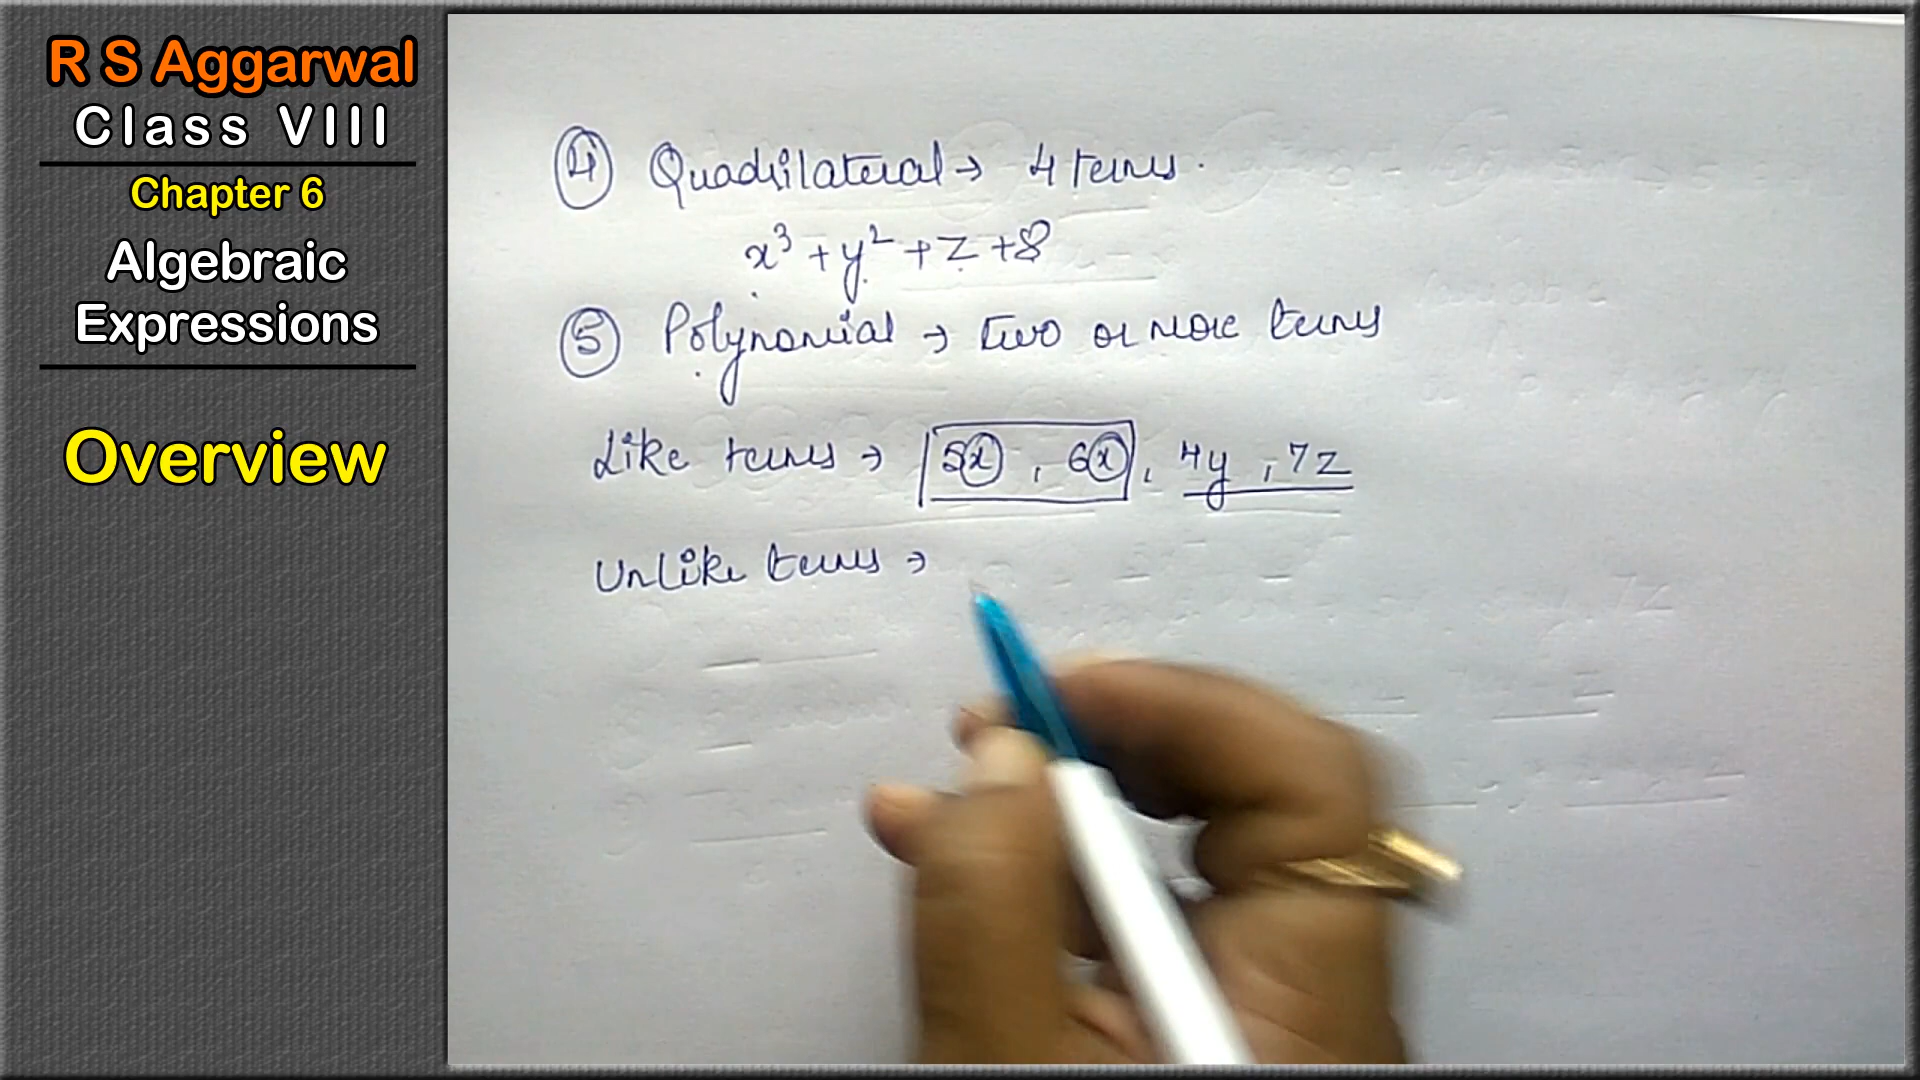 R S Aggarwal
Class VIII
Chapter 6
Algebraic
Expressions
Overview
④ Quadrilateral → 4 terms.
x³ + y² + z + 8
⑤ Polynomial → Two or more terms
Like terms → 5x, 6x, 4y, 7z
Unlike terms →